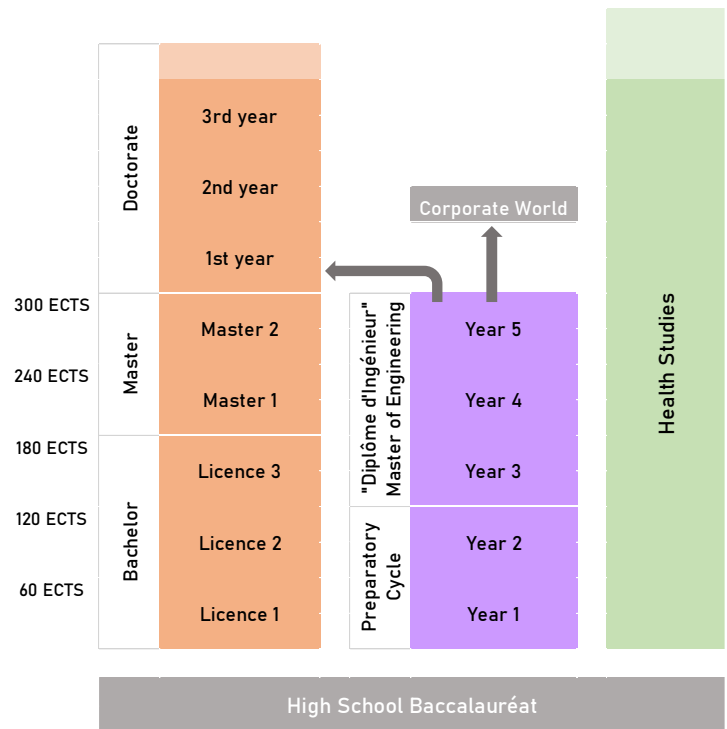 3rd year
2nd year
Doctorate
Corporate World
1st year
300 ECTS
Master 2
Year 5
240 ECTS
Master
"Diplôme d'Ingénieur"
Master of Engineering
Health Studies
Master 1
Year 4
180 ECTS
Licence 3
Year 3
120 ECTS
Bachelor
Licence 2
Preparatory
Cycle
Year 2
60 ECTS
Licence 1
Year 1
High School Baccalauréat